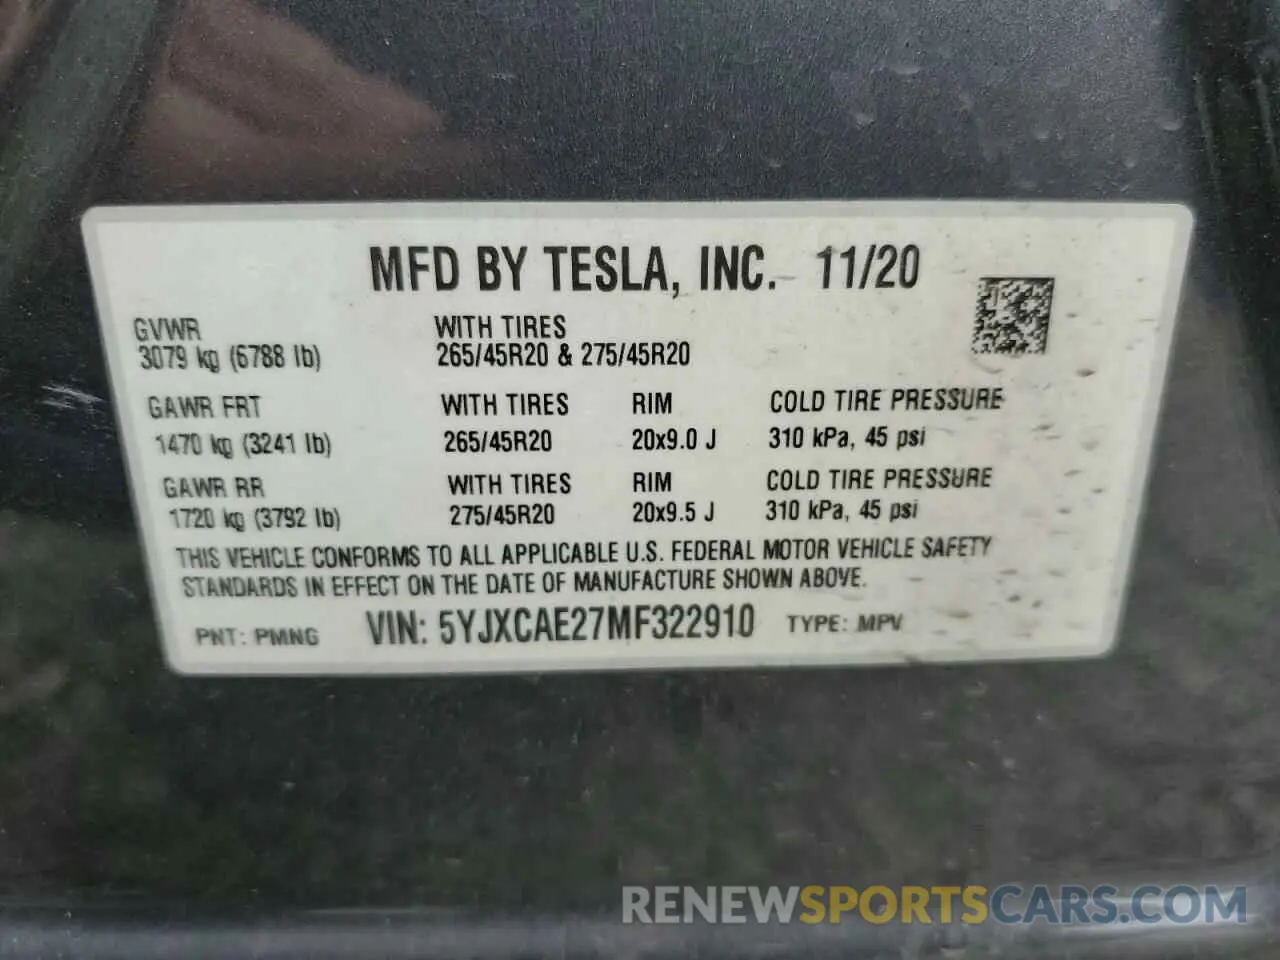 MFD BY TESLA, INC. 11/20
GVWR WITH TIRES
3079 kg (6788 lb) 265/45R20 & 275/45R20
GAWR FRT WITH TIRES RIM COLD TIRE PRESSURE
1470 kg (3241 lb) 265/45R20 20x9.0 J 310 kPa, 45 psi
GAWR RR WITH TIRES RIM COLD TIRE PRESSURE
1720 kg (3792 lb) 275/45R20 20x9.5 J 310 kPa, 45 psi
THIS VEHICLE CONFORMS TO ALL APPLICABLE U.S. FEDERAL MOTOR VEHICLE SAFETY
STANDARDS IN EFFECT ON THE DATE OF MANUFACTURE SHOWN ABOVE.
PNT: PMNG VIN: 5YJXCAE27MF322910 TYPE: MPV
RENEWSPORTSCARS.COM